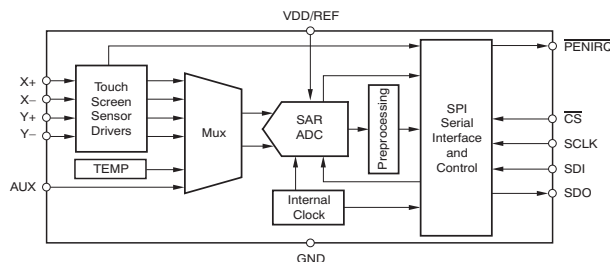 VDD/REF
PENIRQ
X+
X−
Y+
Y−
Touch
Screen
Sensor
Drivers
Mux
SAR
ADC
Preprocessing
SPI
Serial
Interface
and
Control
CS
SCLK
SDI
SDO
TEMP
AUX
Internal
Clock
GND